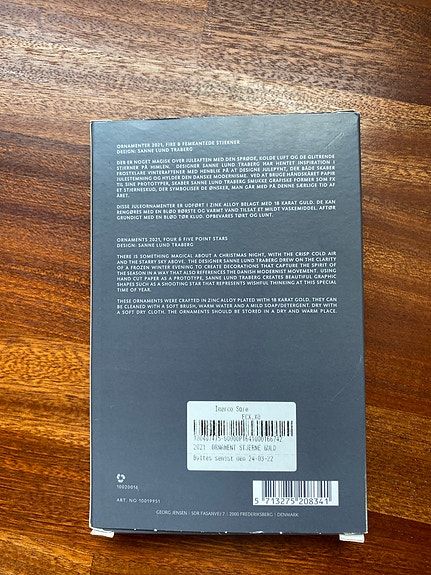 ORNAMENTER 2021, FIRE & FEMKANTEDE STJERNER
DESIGN: SANNE LUND TRABERG
DER ER NOGET MAGISK OVER JULEAFTEN MED DEN SPRØDE, KOLDE LUFT OG DE GLITRENDE
STJERNER PÅ HIMLEN. DESIGNER SANNE LUND TRABERG HAR HENTET INSPIRATION I
FROSTKLARE VINTERAFTENER MED HENBLIK PÅ AT DESIGNE JULEPYNT, DER BÅDE SKABER
JULESTEMNING OG HYLDER DEN DANSKE MODERNISME. VED AT BRUGE HÅNDSKÅRET PAPIR
TIL SINE PROTOTYPER, SKABER SANNE LUND TRABERG SMUKKE GRAFISKE FORMER SOM FX
ET STJERNESKUD, DER SYMBOLISERER DE ØNSKER, MAN GÅR MED PÅ DENNE SÆRLIGE TID AF
ÅRET.
DISSE JULEORNAMENTER ER UDFØRT I ZINK ALLOY BELAGT MED 18 KARAT GULD. DE KAN
RENGØRES MED EN BLØD BØRSTE OG VARMT VAND TILSAT ET MILDT VASKEMIDDEL. AFTØR
GRUNDIGT MED EN BLØD TØR KLUD. OPBEVARES TØRT OG LUNT.
ORNAMENTS 2021, FOUR & FIVE POINT STARS
DESIGN: SANNE LUND TRABERG
THERE IS SOMETHING MAGICAL ABOUT A CHRISTMAS NIGHT, WITH THE CRISP COLD AIR
AND THE STARRY SKY ABOVE. THE DESIGNER SANNE LUND TRABERG DREW ON THE CLARITY
OF A FROZEN WINTER EVENING TO CREATE DECORATIONS THAT CAPTURE THE SPIRIT OF
THE SEASON IN A WAY THAT ALSO REFERENCES THE DANISH MODERNIST MOVEMENT. USING
HAND CUT PAPER AS A PROTOTYPE, SANNE LUND TRABERG CREATES BEAUTIFUL GRAPHIC
SHAPES SUCH AS A SHOOTING STAR THAT REPRESENTS WISHFUL THINKING AT THIS SPECIAL
TIME OF YEAR.
THESE ORNAMENTS WERE CRAFTED IN ZINC ALLOY PLATED WITH 18 KARAT GOLD. THEY CAN
BE CLEANED WITH A SOFT BRUSH, WARM WATER AND A MILD SOAP/DETERGENT. DRY WITH
A SOFT DRY CLOTH. THE ORNAMENTS SHOULD BE STORED IN A DRY AND WARM PLACE.
2021 ORNAMENT STJERNE GULD
Byttes senest den 24-03-22
10020016
ART. NO 10019951
5 713275 208341
GEORG JENSEN | SDR FASANVEJ 7 | 2000 FREDERIKSBERG | DENMARK